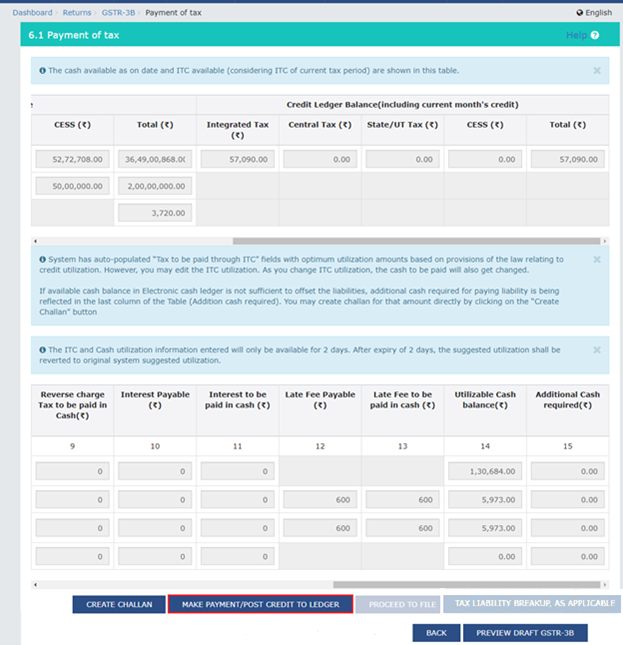 Dashboard › Returns › GSTR-3B › Payment of tax English
6.1 Payment of tax Help
The cash available as on date and ITC available (considering ITC of current tax period) are shown in this table.
Credit Ledger Balance(including current month's credit)
CESS (₹) Total (₹) Integrated Tax Central Tax (₹) State/UT Tax (₹) CESS (₹) Total (₹)
(₹)
52,72,708.00 36,49,00,868.0 57,090.00 0.00 0.00 0.00 57,090.00
50,00,000.00 2,00,00,000.00
3,720.00
System has auto-populated "Tax to be paid through ITC" fields with optimum utilization amounts based on provisions of the law relating to
credit utilization. However, you may edit the ITC utilization. As you change ITC utilization, the cash to be paid will also get changed.
If available cash balance in Electronic cash ledger is not sufficient to offset the liabilities, additional cash required for paying liability is being
reflected in the last column of the Table (Addition cash required). You may create challan for that amount directly by clicking on the "Create
Challan" button
The ITC and Cash utilization information entered will only be available for 2 days. After expiry of 2 days, the suggested utilization shall be
reverted to original system suggested utilization.
Reverse charge Interest Payable Interest to be Late Fee Payable Late Fee to be Utilizable Cash Additional Cash
Tax to be paid in (₹) paid in cash (₹) (₹) paid in cash (₹) balance(₹) required(₹)
Cash(₹)
9 10 11 12 13 14 15
0 0 0 1,30,684.00 0.00
0 0 0 600 600 5,973.00 0.00
0 0 0 600 600 5,973.00 0.00
0 0 0 0.00 0.00
CREATE CHALLAN MAKE PAYMENT/POST CREDIT TO LEDGER PROCEED TO FILE TAX LIABILITY BREAKUP, AS APPLICABLE
BACK PREVIEW DRAFT GSTR-3B